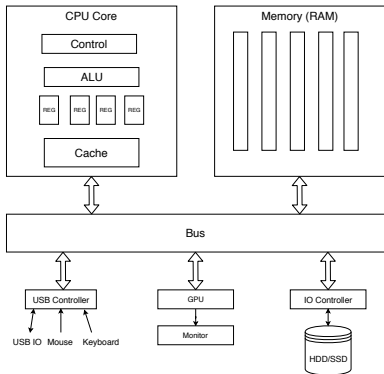 CPU Core
Memory (RAM)
Control
ALU
REG REG REG REG
Cache
Bus
USB Controller
GPU
IO Controller
USB IO Mouse Keyboard
Monitor
HDD/SSD